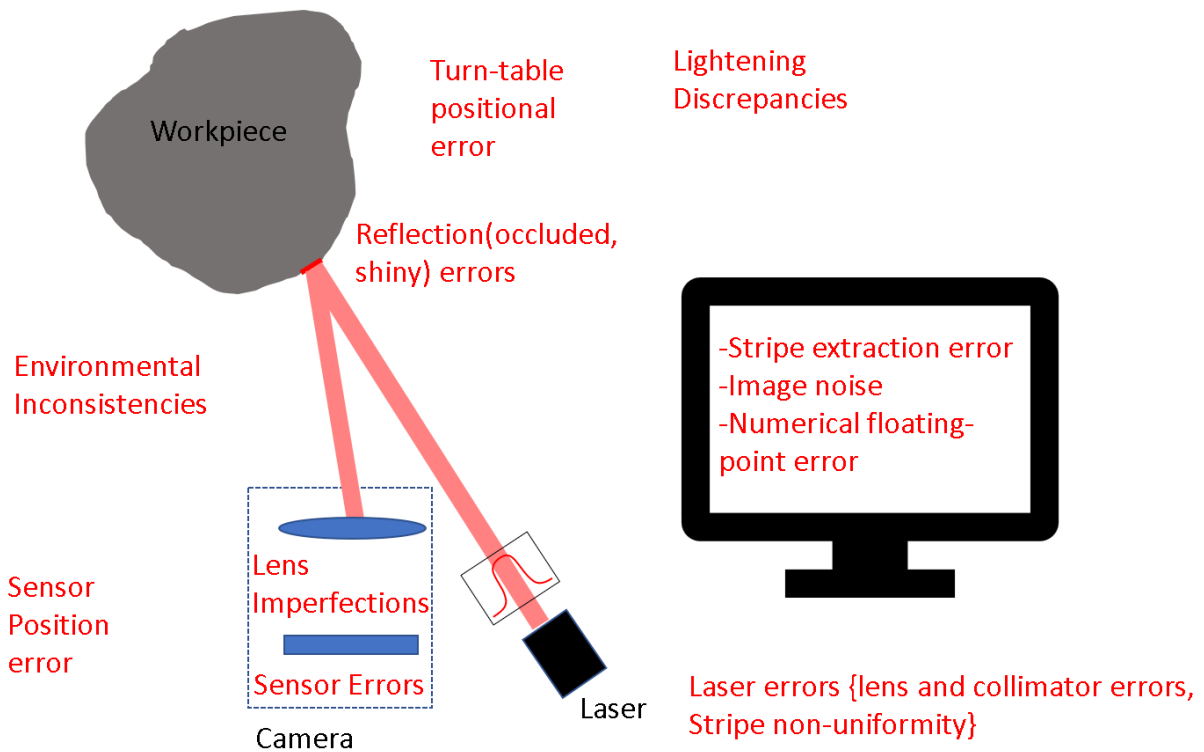 Turn-table
positional
error
Lightening
Discrepancies
Workpiece
Reflection(occluded,
shiny) errors
Environmental
Inconsistencies
-Stripe extraction error
-Image noise
-Numerical floating-
point error
Lens
Imperfections
Sensor
Position
error
Sensor Errors
Laser
Camera
Laser errors {lens and collimator errors,
Stripe non-uniformity}